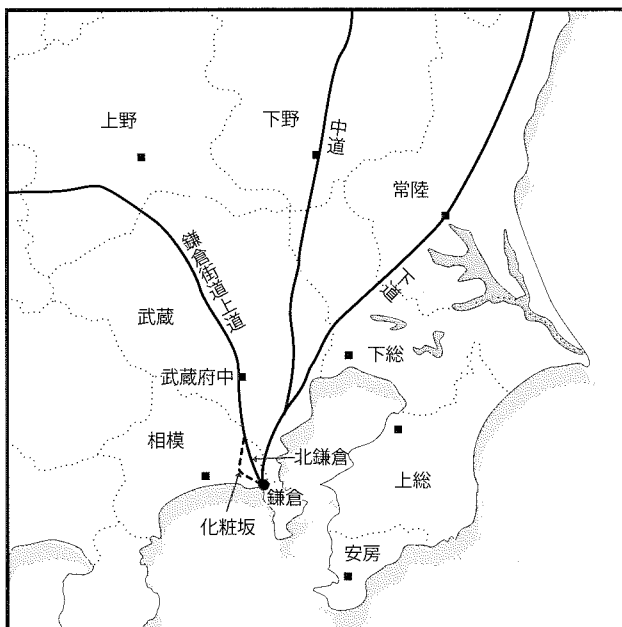 上野
下野
中道
常陸
鎌倉街道上道
下道
武蔵
下総
武蔵府中
相模
北鎌倉
上総
鎌倉
化粧坂
安房